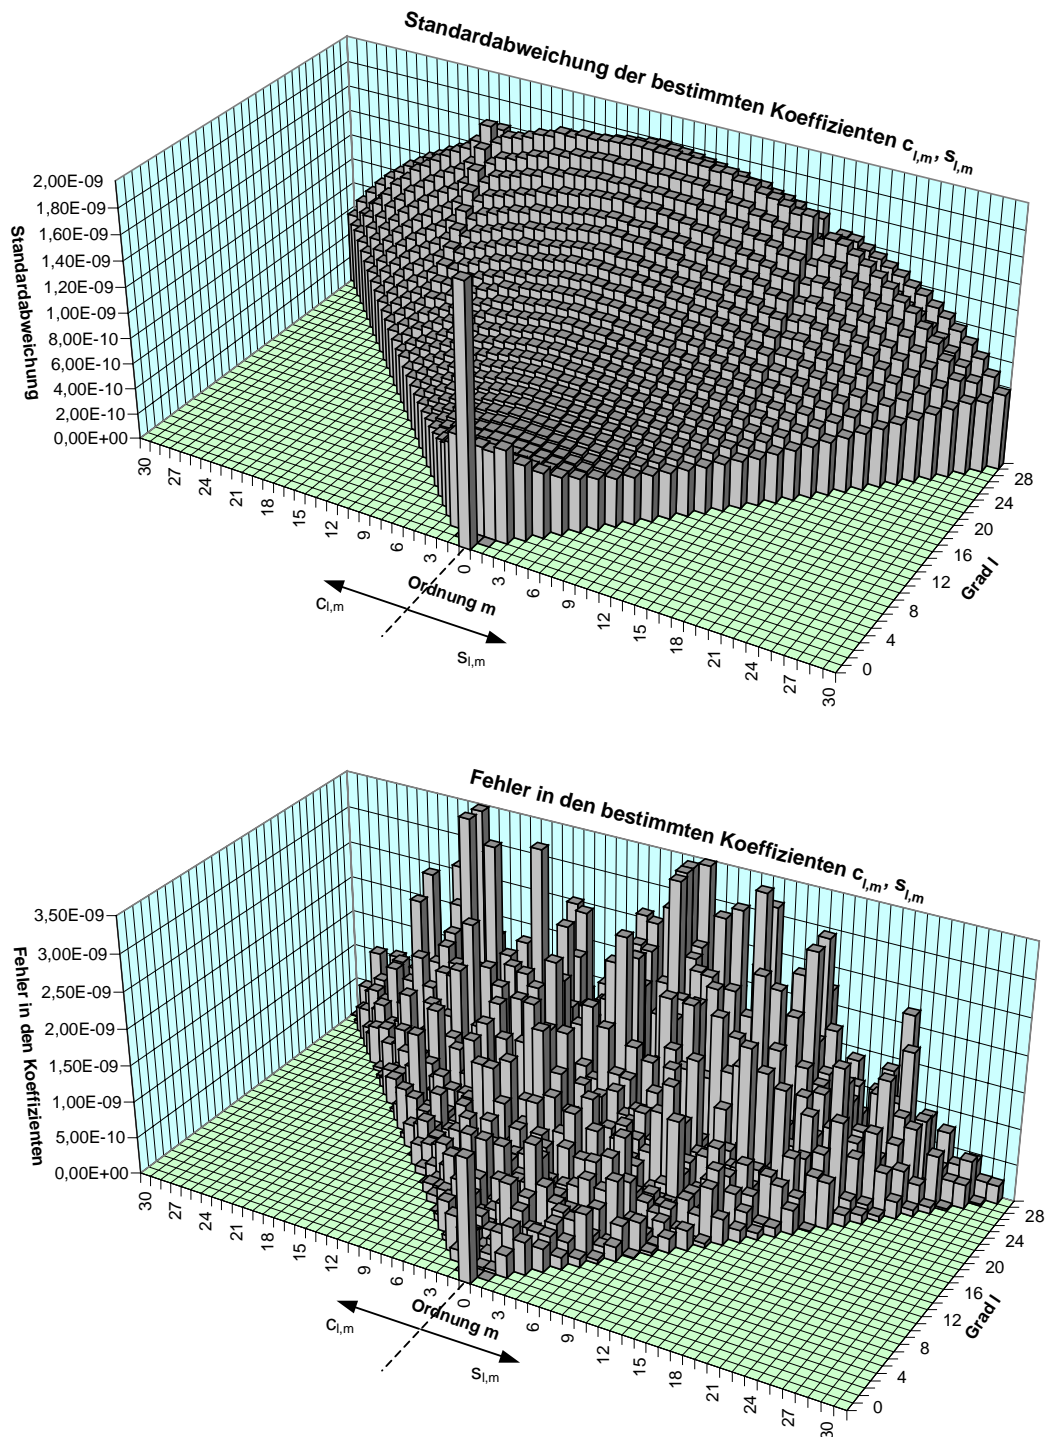 Standardabweichung der bestimmten Koeffizienten c_l,m, s_l,m
2,00E-09
1,80E-09
1,60E-09
1,40E-09
1,20E-09
1,00E-09
8,00E-10
6,00E-10
4,00E-10
2,00E-10
0,00E+00
Standardabweichung
30 27 24 21 18 15 12 9 6 3 0 3 6 9 12 15 18 21 24 27 30
Ordnung m
c_l,m
s_l,m
28
24
20
16
12
8
4
0
Grad l
Fehler in den bestimmten Koeffizienten c_l,m, s_l,m
3,50E-09
3,00E-09
2,50E-09
2,00E-09
1,50E-09
1,00E-09
5,00E-10
0,00E+00
Fehler in den Koeffizienten
30 27 24 21 18 15 12 9 6 3 0 3 6 9 12 15 18 21 24 27 30
Ordnung m
c_l,m
s_l,m
28
24
20
16
12
8
4
0
Grad l